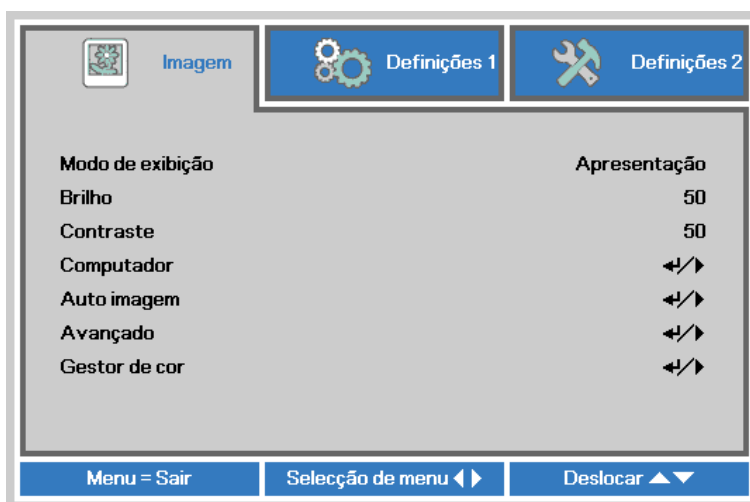 Imagem Definições 1 Definições 2
Modo de exibição Apresentação
Brilho 50
Contraste 50
Computador
Auto imagem
Avançado
Gestor de cor
Menu = Sair Selecção de menu Deslocar